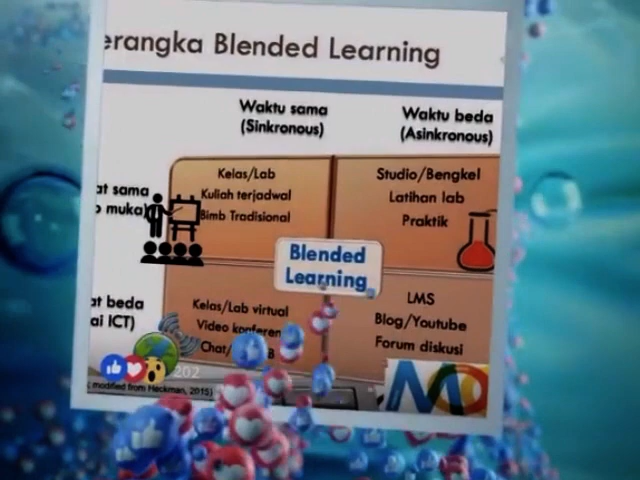 erangka Blended Learning
Waktu sama
(Sinkronous)
Waktu beda
(Asinkronous)
at sama
muka)
Kelas/Lab
Kuliah terjadwal
Bimb Tradisional
Studio/Bengkel
Latihan lab
Praktik
Blended
Learning
at beda
ai ICT)
Kelas/Lab virtual
Video konferen
Chat/
LMS
Blog/Youtube
Forum diskusi
202
( modified from Heckman, 2015)